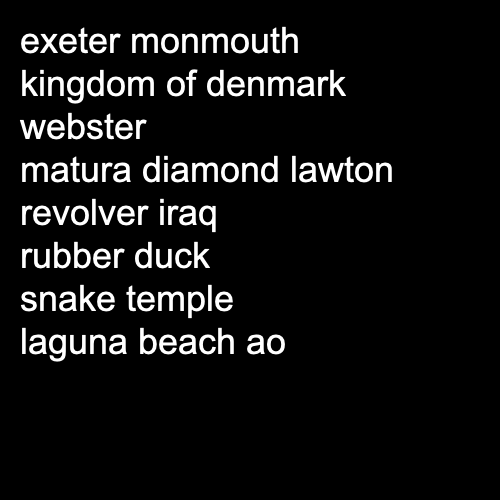 exeter monmouth
kingdom of denmark
webster
matura diamond lawton
revolver iraq
rubber duck
snake temple
laguna beach ao